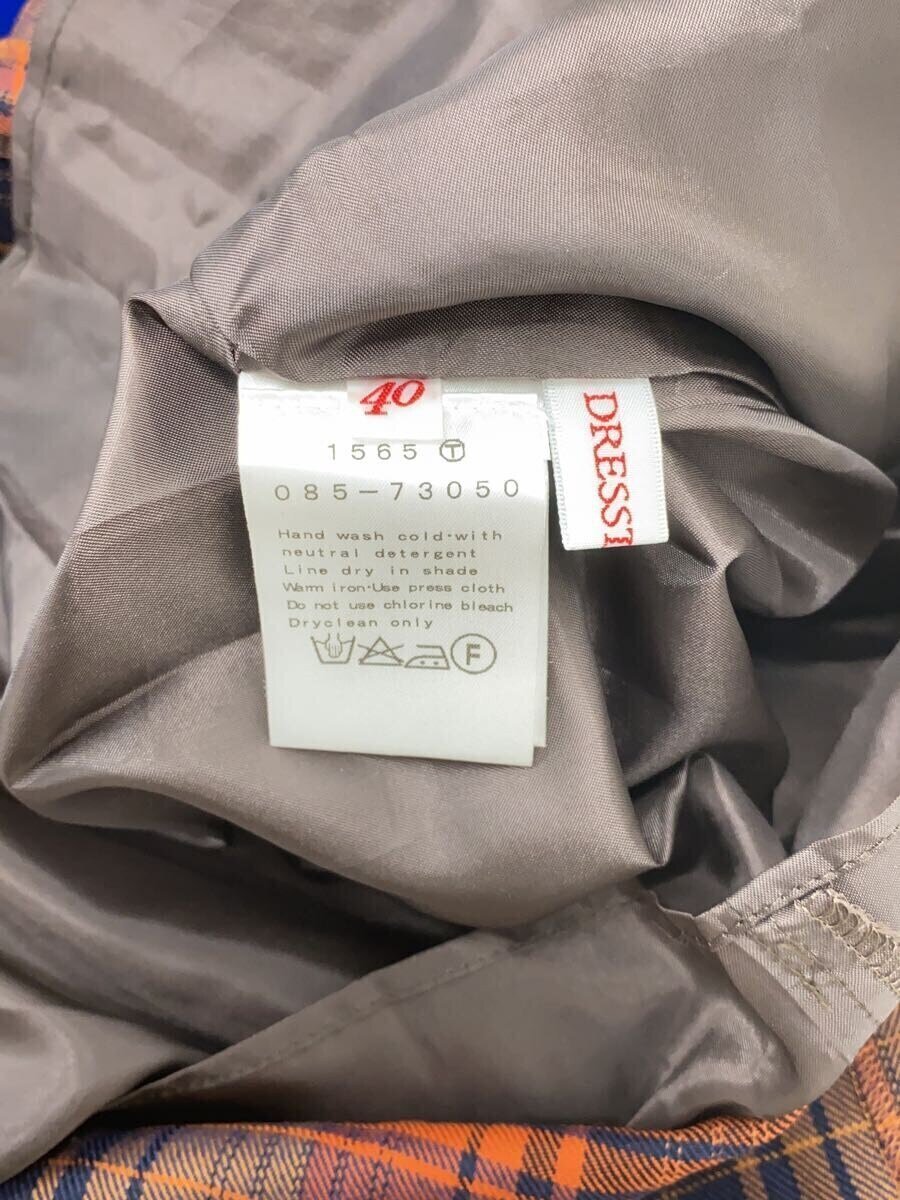 40
1565 Ⓣ
085-73050
Hand wash cold・with
neutral detergent
Line dry in shade
Warm iron・Use press cloth
Do not use chlorine bleach
Dryclean only
F